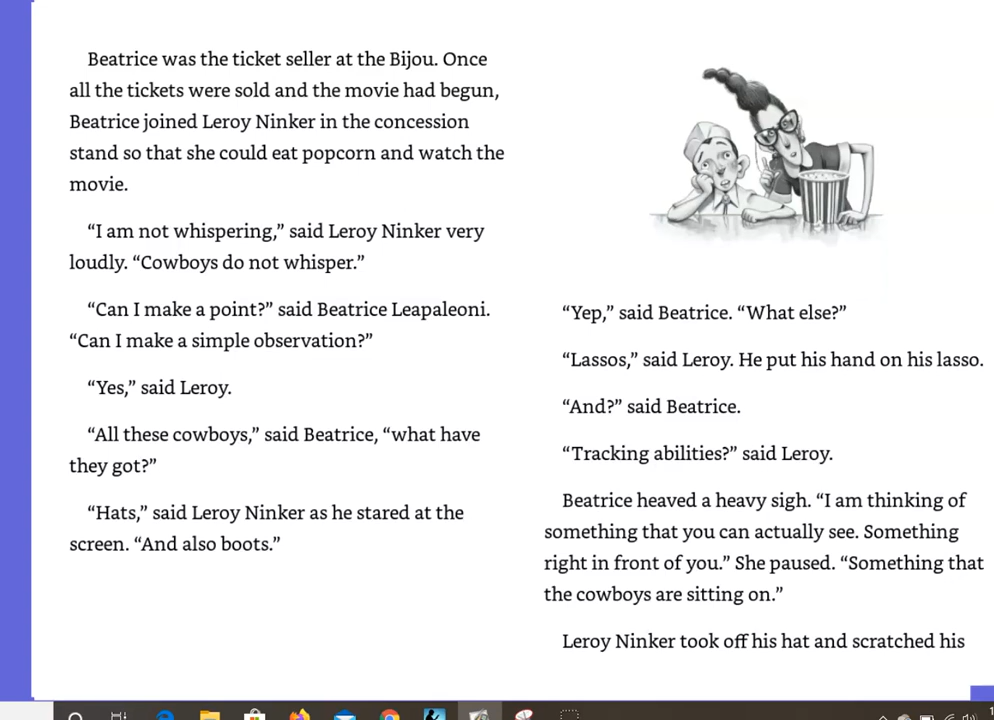 Beatrice was the ticket seller at the Bijou. Once
all the tickets were sold and the movie had begun,
Beatrice joined Leroy Ninker in the concession
stand so that she could eat popcorn and watch the
movie.
“I am not whispering,” said Leroy Ninker very
loudly. “Cowboys do not whisper.”
“Can I make a point?” said Beatrice Leapaleoni.
“Can I make a simple observation?”
“Yes,” said Leroy.
“All these cowboys,” said Beatrice, “what have
they got?”
“Hats,” said Leroy Ninker as he stared at the
screen. “And also boots.”
“Yep,” said Beatrice. “What else?”
“Lassos,” said Leroy. He put his hand on his lasso.
“And?” said Beatrice.
“Tracking abilities?” said Leroy.
Beatrice heaved a heavy sigh. “I am thinking of
something that you can actually see. Something
right in front of you.” She paused. “Something that
the cowboys are sitting on.”
Leroy Ninker took off his hat and scratched his